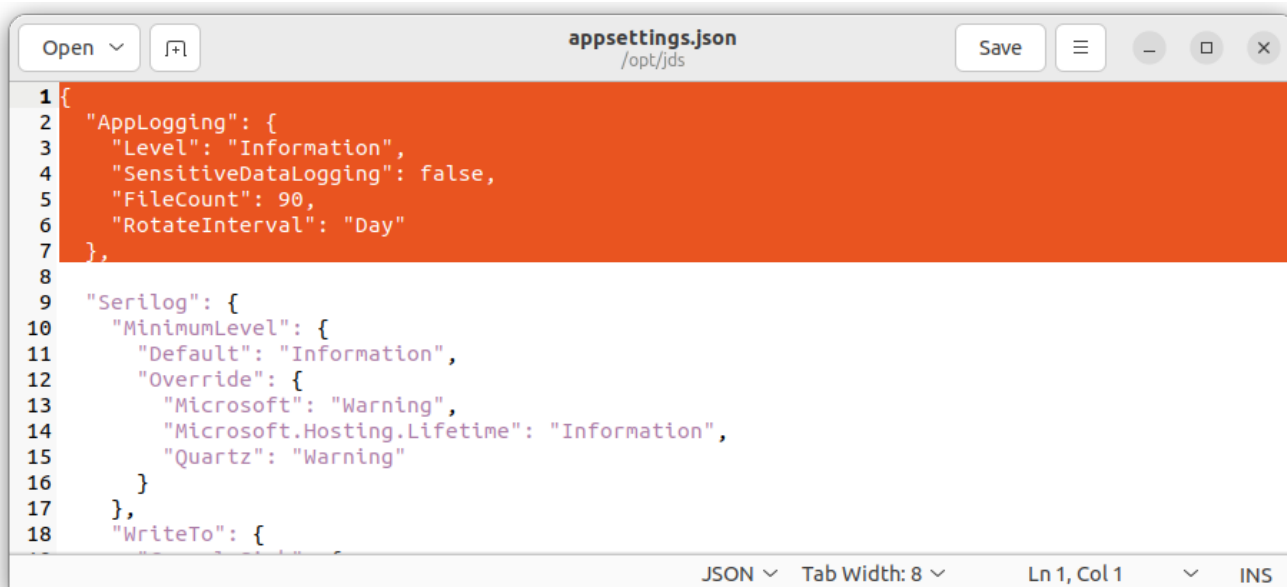 Open
appsettings.json
/opt/jds
Save
1 {
2   "AppLogging": {
3     "Level": "Information",
4     "SensitiveDataLogging": false,
5     "FileCount": 90,
6     "RotateInterval": "Day"
7   },
8
9   "Serilog": {
10     "MinimumLevel": {
11       "Default": "Information",
12       "Override": {
13         "Microsoft": "Warning",
14         "Microsoft.Hosting.Lifetime": "Information",
15         "Quartz": "Warning"
16       }
17     },
18     "WriteTo": {
JSON Tab Width: 8 Ln 1, Col 1 INS